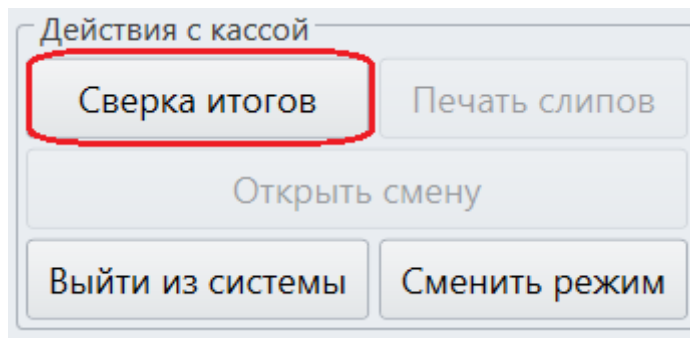 Действия с кассой
Сверка итогов
Печать слипов
Открыть смену
Выйти из системы
Сменить режим